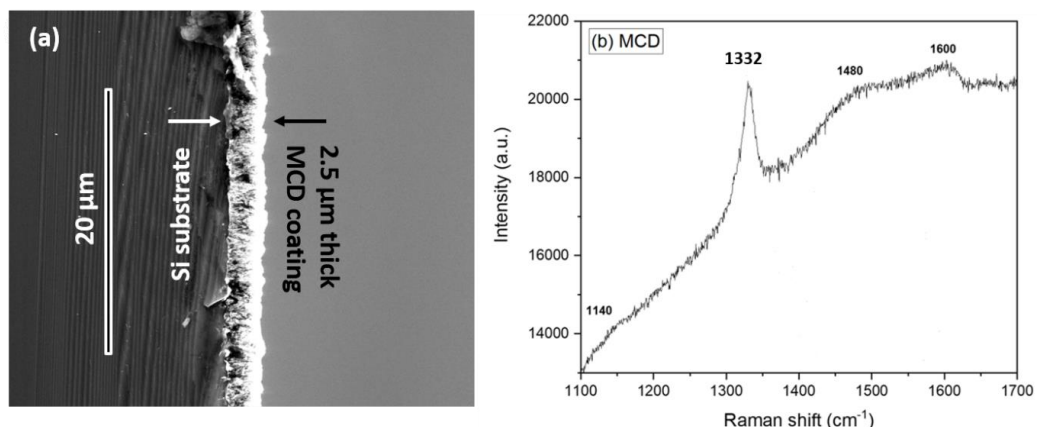 (a)
20 µm
Si substrate
2.5 µm thick
MCD coating
(b) MCD
1332
1480
1600
1140
22000
20000
18000
16000
14000
Intensity (a.u.)
1100
1200
1300
1400
1500
1600
1700
Raman shift (cm⁻¹)